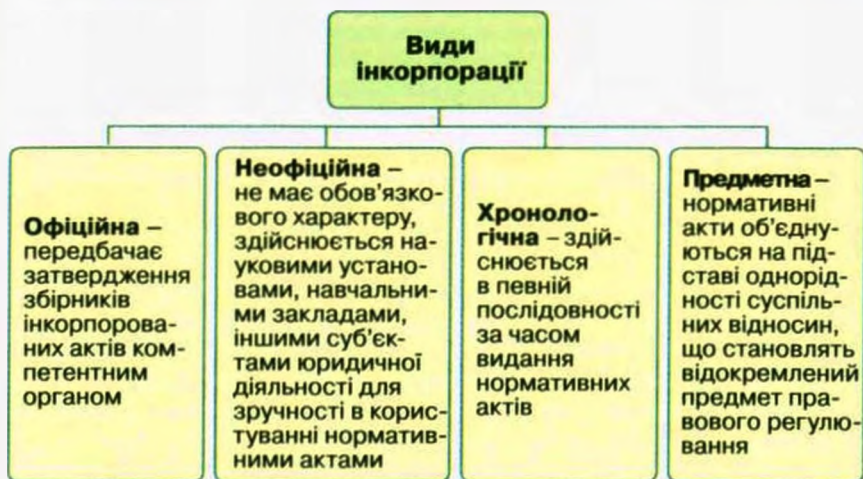 Види
інкорпорації
Офіційна –
передбачає
затвердження
збірників
інкорпорова-
них актів ком-
петентним
органом
Неофіційна –
не має обов'язко-
вого характеру,
здійснюється на-
уковими устано-
вами, навчальни-
ми закладами,
іншими суб'єк-
тами юридичної
діяльності для
зручності в корис-
туванні норматив-
ними актами
Хроноло-
гічна – здій-
снюється
в певній
послідовності
за часом
видання
нормативних
актів
Предметна –
нормативні
акти об'єдну-
ються на під-
ставі однорід-
ності суспіль-
них відносин,
що становлять
відокремлений
предмет пра-
вового регулю-
вання